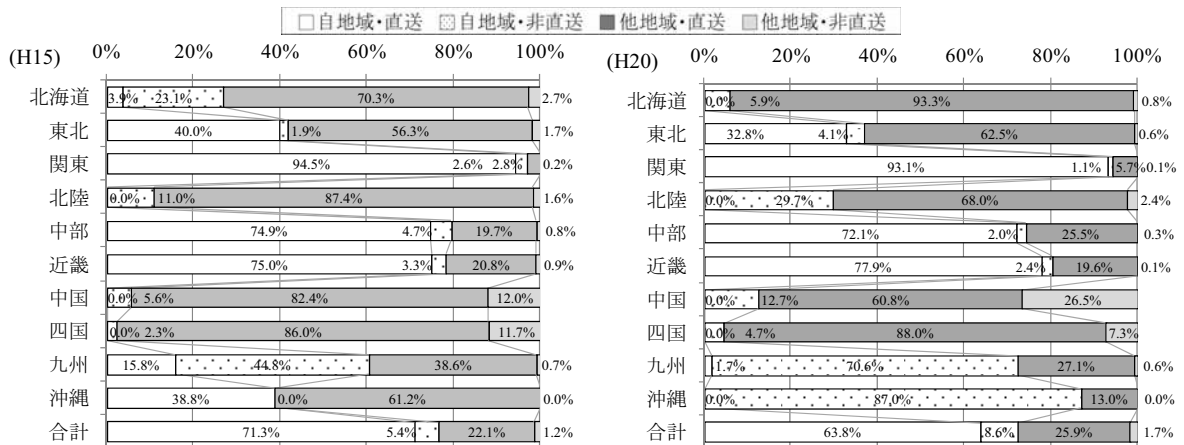 □自地域・直送 □自地域・非直送 ■他地域・直送 □他地域・非直送
(H15) 0% 20% 40% 60% 80% 100%
北海道 3.9% 23.1% 70.3% 2.7%
東北 40.0% 1.9% 56.3% 1.7%
関東 94.5% 2.6% 2.8% 0.2%
北陸 0.0% 11.0% 87.4% 1.6%
中部 74.9% 4.7% 19.7% 0.8%
近畿 75.0% 3.3% 20.8% 0.9%
中国 0.0% 5.6% 82.4% 12.0%
四国 0.0% 2.3% 86.0% 11.7%
九州 15.8% 44.8% 38.6% 0.7%
沖縄 38.8% 0.0% 61.2% 0.0%
合計 71.3% 5.4% 22.1% 1.2%
(H20) 0% 20% 40% 60% 80% 100%
北海道 0.0% 5.9% 93.3% 0.8%
東北 32.8% 4.1% 62.5% 0.6%
関東 93.1% 1.1% 5.7% 0.1%
北陸 0.0% 29.7% 68.0% 2.4%
中部 72.1% 2.0% 25.5% 0.3%
近畿 77.9% 2.4% 19.6% 0.1%
中国 0.0% 12.7% 60.8% 26.5%
四国 0.0% 4.7% 88.0% 7.3%
九州 1.7% 70.6% 27.1% 0.6%
沖縄 0.0% 87.0% 13.0% 0.0%
合計 63.8% 8.6% 25.9% 1.7%